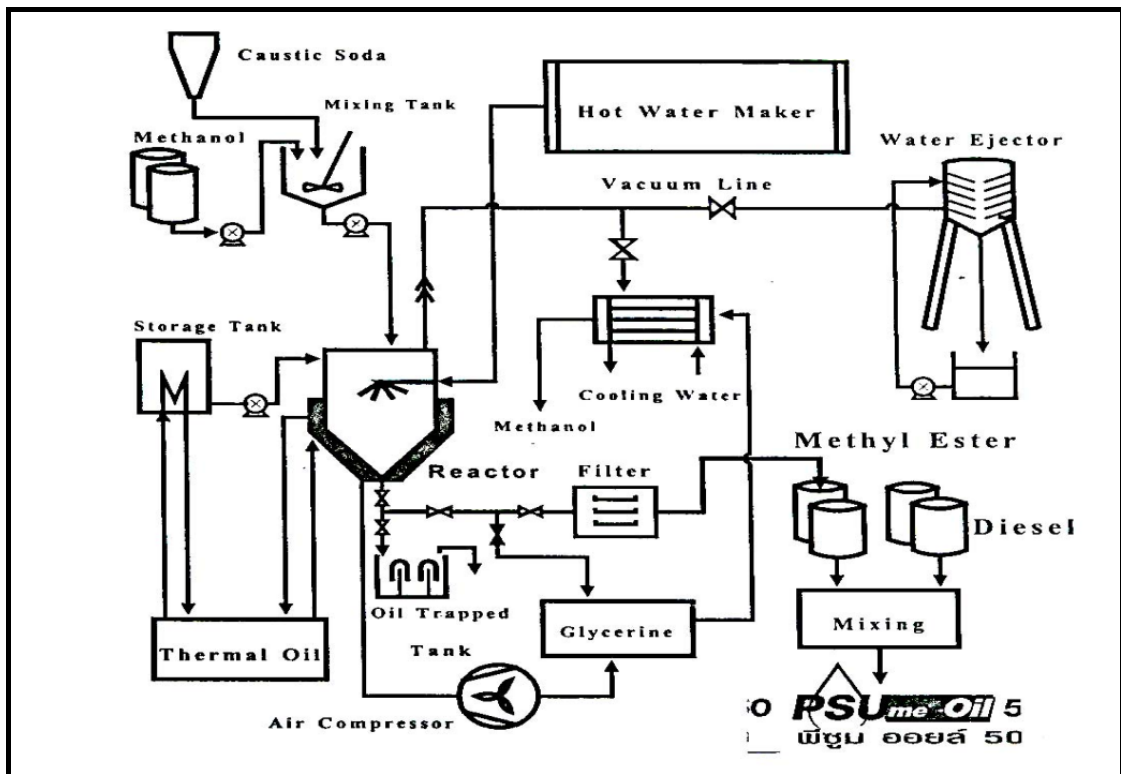 Caustic Soda
Mixing Tank
Methanol
Hot Water Maker
Water Ejector
Vacuum Line
Storage Tank
Cooling Water
Methanol
Methyl Ester
Reactor
Filter
Diesel
Oil Trapped
Tank
Glycerine
Mixing
Thermal Oil
Air Compressor
PSUme-Oil 5
พีซูม ออยล์ 50